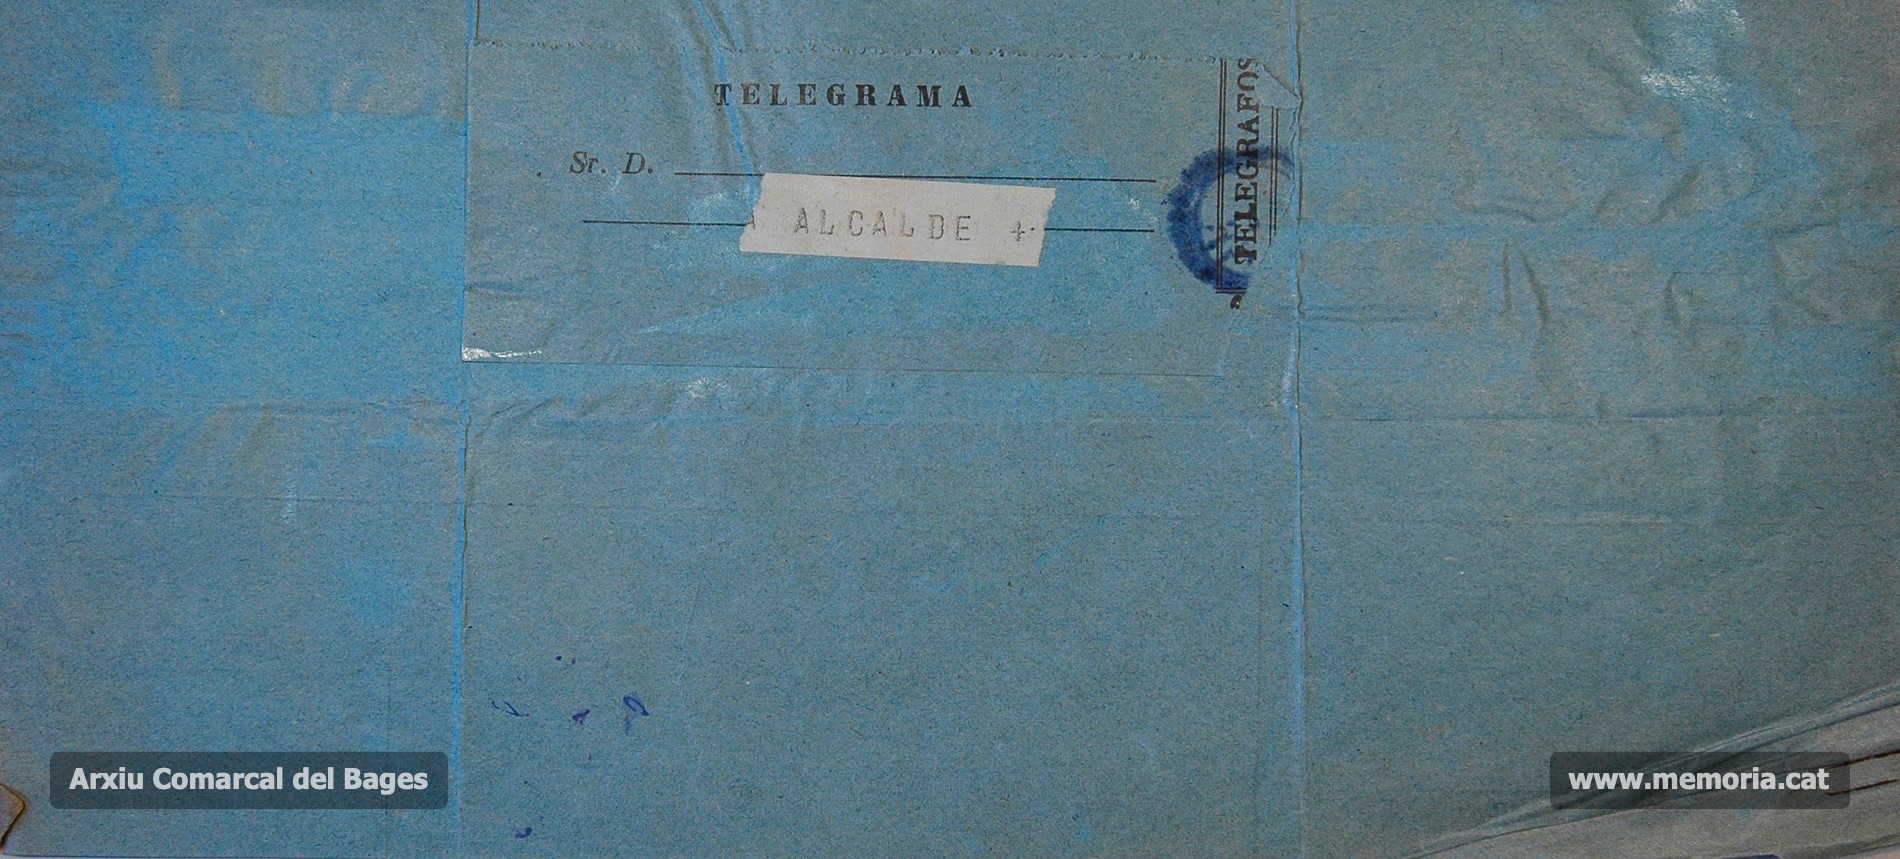 TELEGRAMA
Sr. D.
A ALCALDE +
TELEGRAFOS
Arxiu Comarcal del Bages
www.memoria.cat